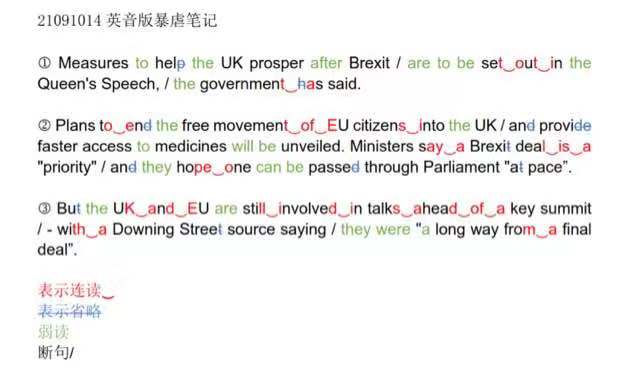 21091014 英音版暴虐笔记
① Measures to help the UK prosper after Brexit / are to be set‿out‿in the
Queen's Speech, / the government‿has said.
② Plans to‿end the free movement‿of‿EU citizens‿into the UK / and provide
faster access to medicines will be unveiled. Ministers say‿a Brexit deal‿is‿a
"priority" / and they hope‿one can be passed through Parliament "at pace”.
③ But the UK‿and‿EU are still‿involved‿in talks‿ahead‿of‿a key summit
/ - with‿a Downing Street source saying / they were "a long way from‿a final
deal”.
表示连读‿
表示省略
弱读
断句/